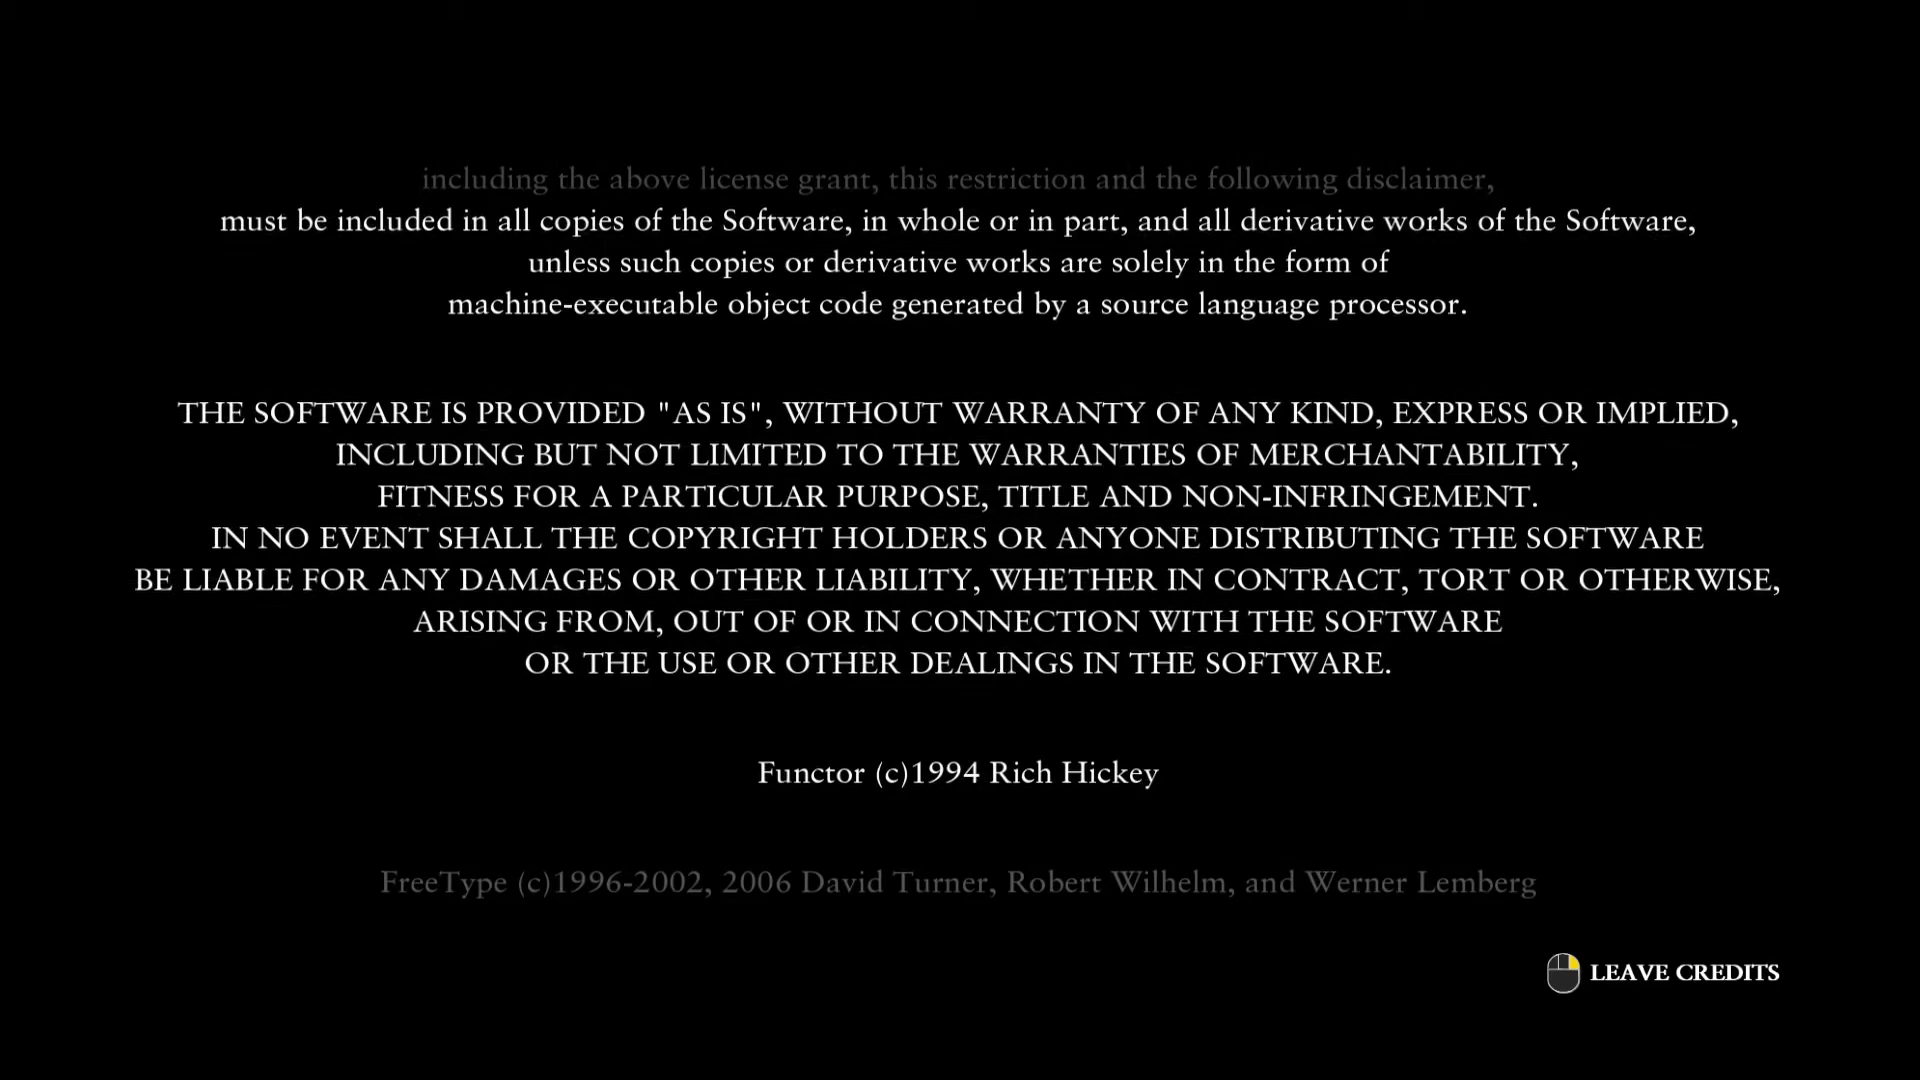 including the above license grant, this restriction and the following disclaimer,
must be included in all copies of the Software, in whole or in part, and all derivative works of the Software,
unless such copies or derivative works are solely in the form of
machine-executable object code generated by a source language processor.
THE SOFTWARE IS PROVIDED "AS IS", WITHOUT WARRANTY OF ANY KIND, EXPRESS OR IMPLIED,
INCLUDING BUT NOT LIMITED TO THE WARRANTIES OF MERCHANTABILITY,
FITNESS FOR A PARTICULAR PURPOSE, TITLE AND NON-INFRINGEMENT.
IN NO EVENT SHALL THE COPYRIGHT HOLDERS OR ANYONE DISTRIBUTING THE SOFTWARE
BE LIABLE FOR ANY DAMAGES OR OTHER LIABILITY, WHETHER IN CONTRACT, TORT OR OTHERWISE,
ARISING FROM, OUT OF OR IN CONNECTION WITH THE SOFTWARE
OR THE USE OR OTHER DEALINGS IN THE SOFTWARE.
Functor (c)1994 Rich Hickey
FreeType (c)1996-2002, 2006 David Turner, Robert Wilhelm, and Werner Lemberg
LEAVE CREDITS